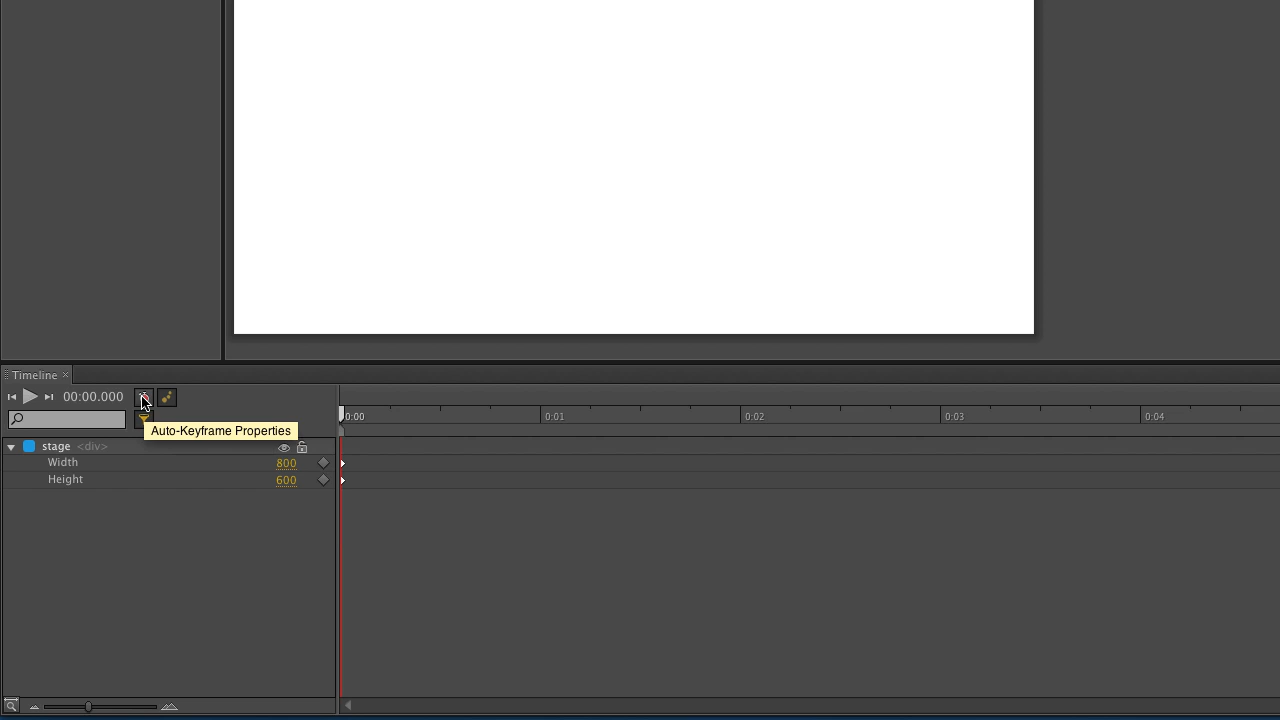 Timeline
00:00.000
0:00 0:01 0:02 0:03 0:04
Auto-Keyframe Properties
stage <div>
Width 800
Height 600